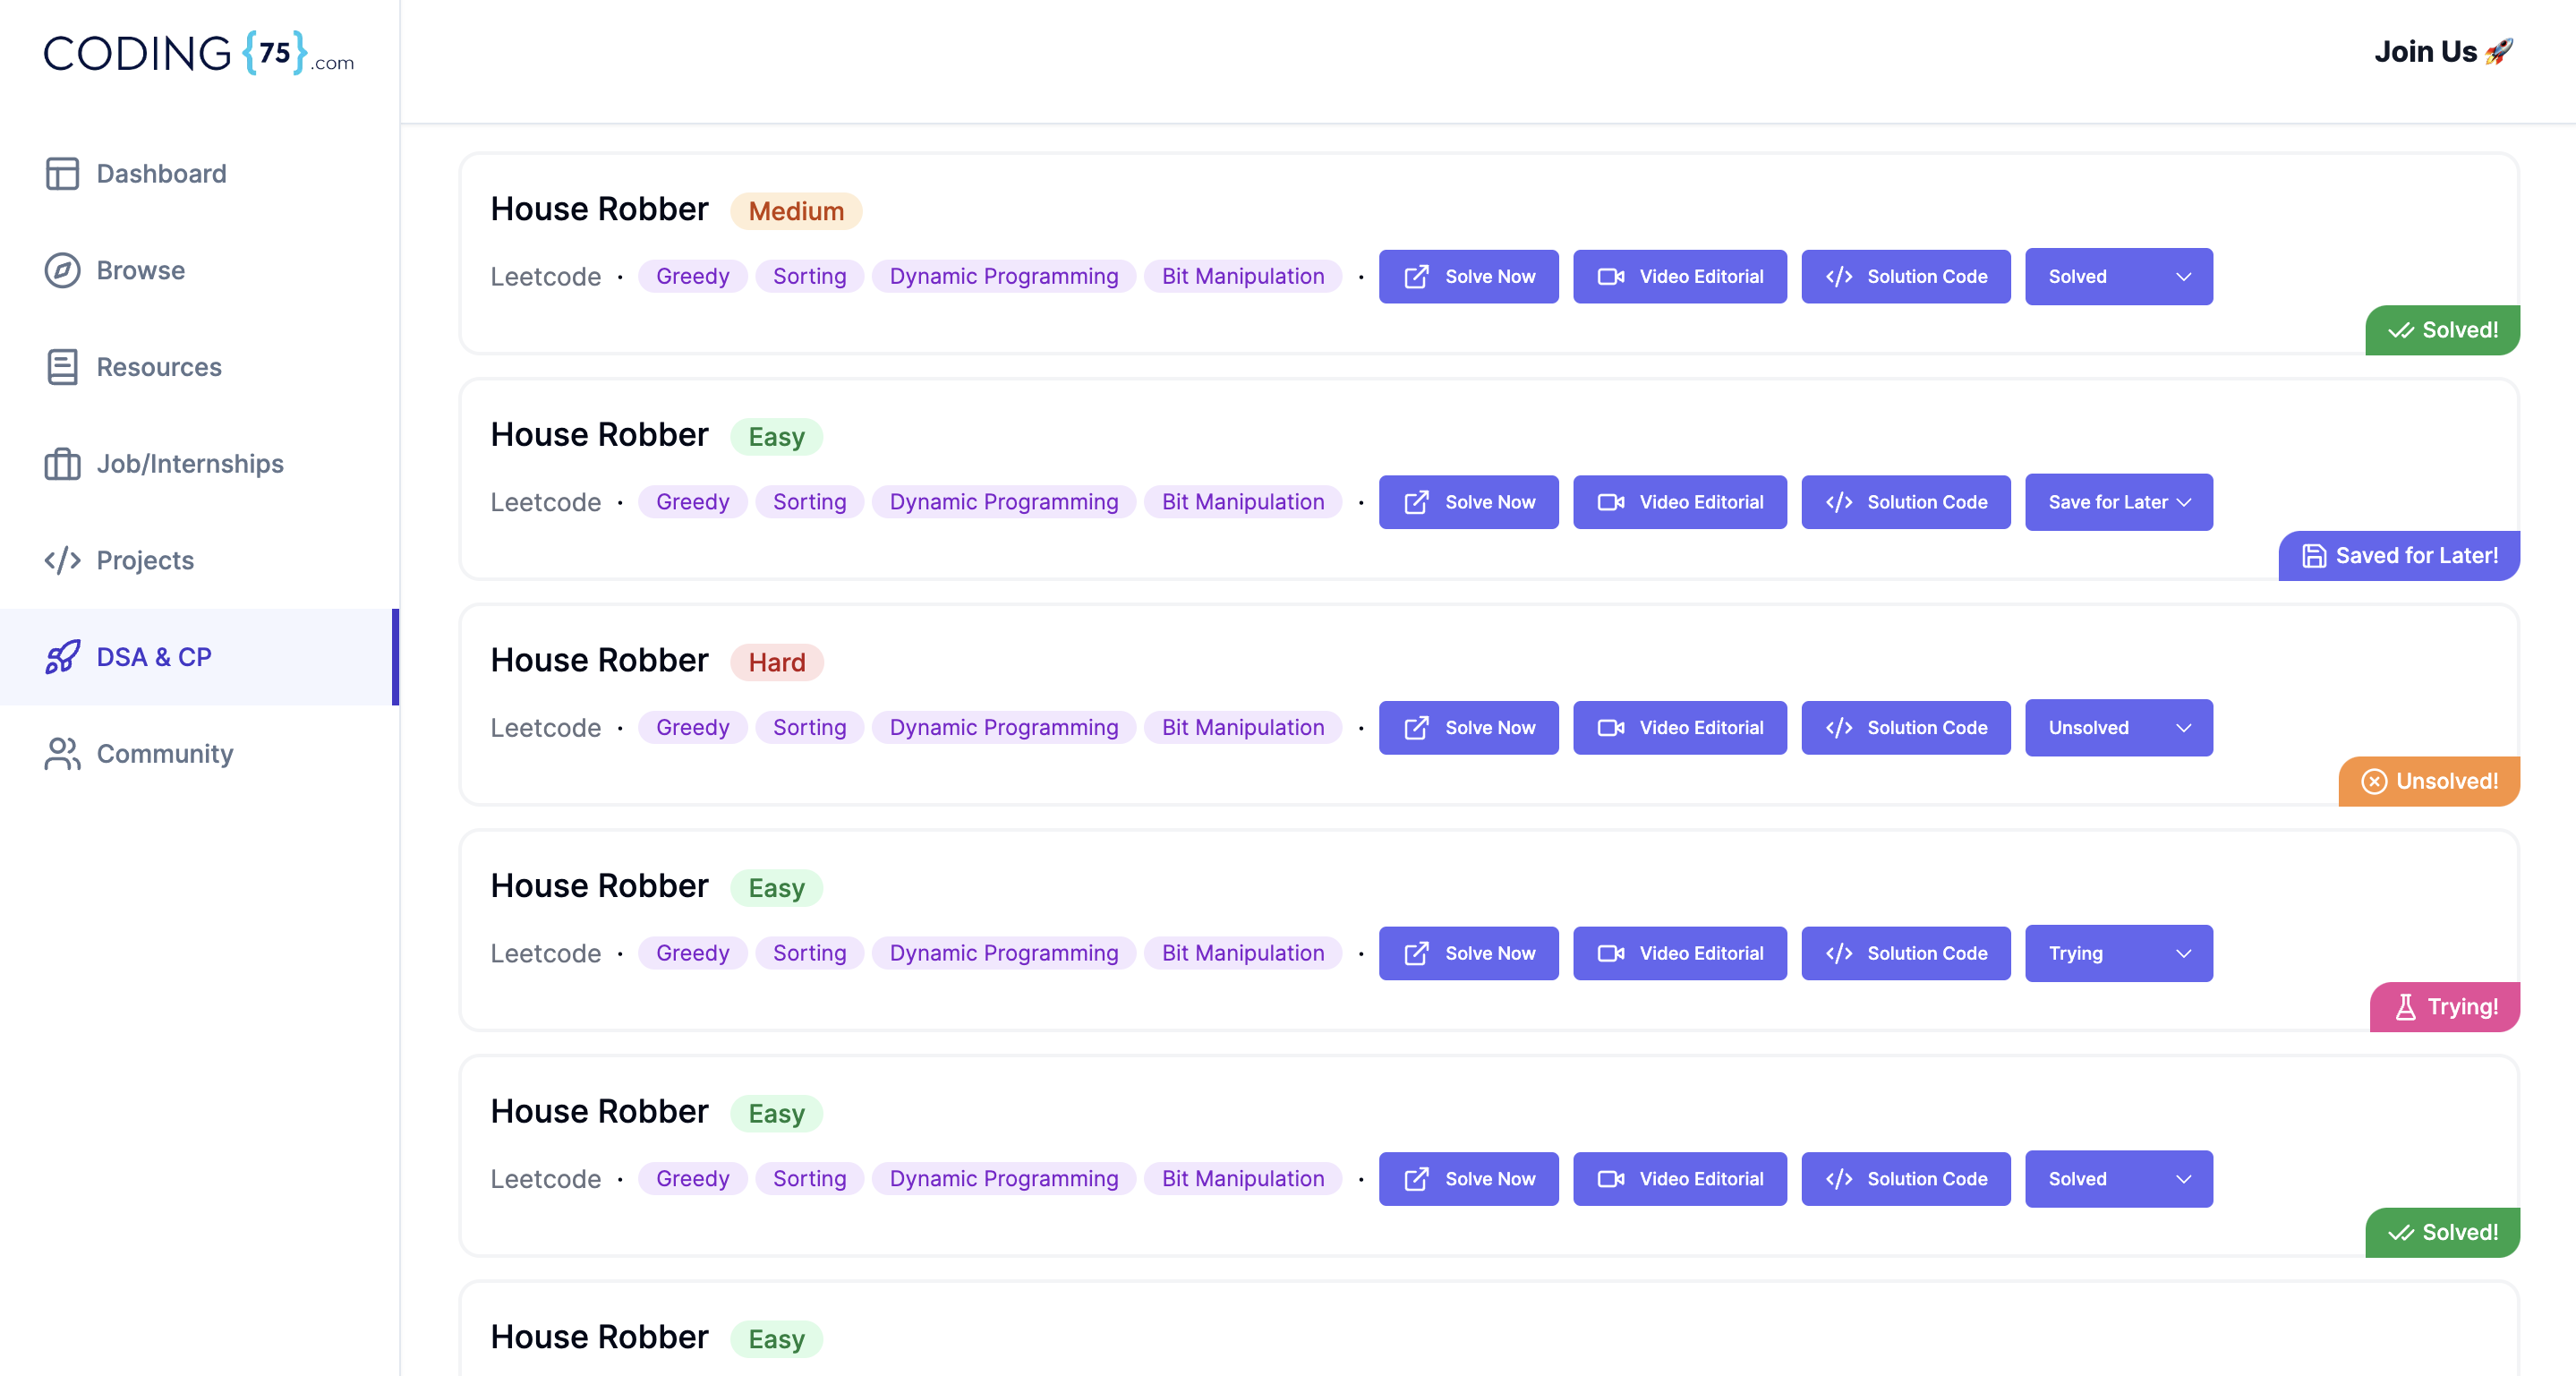 CODING {75}.com
Join Us 🚀
Dashboard
Browse
Resources
Job/Internships
Projects
DSA & CP
Community
House Robber Medium
Leetcode · Greedy Sorting Dynamic Programming Bit Manipulation · Solve Now Video Editorial Solution Code Solved
Solved!
House Robber Easy
Leetcode · Greedy Sorting Dynamic Programming Bit Manipulation · Solve Now Video Editorial Solution Code Save for Later
Saved for Later!
House Robber Hard
Leetcode · Greedy Sorting Dynamic Programming Bit Manipulation · Solve Now Video Editorial Solution Code Unsolved
Unsolved!
House Robber Easy
Leetcode · Greedy Sorting Dynamic Programming Bit Manipulation · Solve Now Video Editorial Solution Code Trying
Trying!
House Robber Easy
Leetcode · Greedy Sorting Dynamic Programming Bit Manipulation · Solve Now Video Editorial Solution Code Solved
Solved!
House Robber Easy